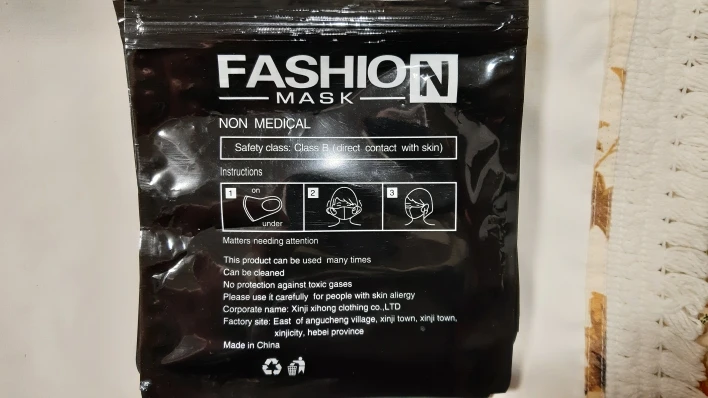 FASHION
MASK
NON MEDICAL
Safety class: Class B (direct contact with skin)
Instructions
1 on under 2 3
Matters needing attention
This product can be used many times
Can be cleaned
No protection against toxic gases
Please use it carefully for people with skin allergy
Corporate name: Xinji xihong clothing co.,LTD
Factory site: East of angucheng village, xinji town, xinji town,
xinjicity, hebei province
Made in China